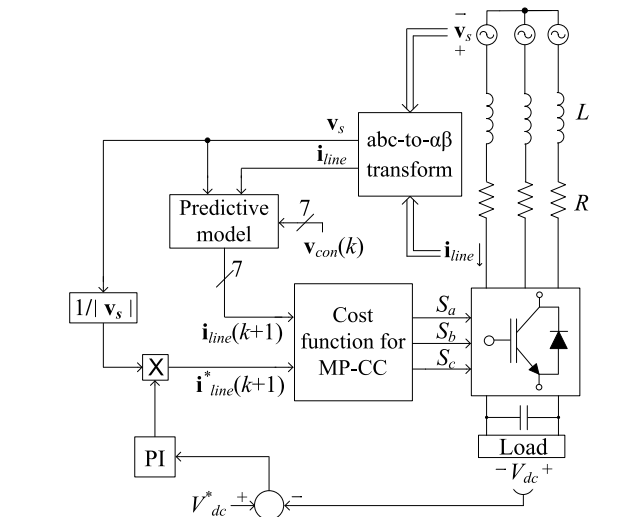 − v_s +
L
R
abc-to-αβ
transform
v_s
i_line
Predictive
model
7
v_con(k)
i_line
7
1/| v_s |
i_line(k+1)
Cost
function for
MP-CC
S_a
S_b
S_c
X
i*_line(k+1)
PI
Load
− V_dc +
V*_dc
+
−